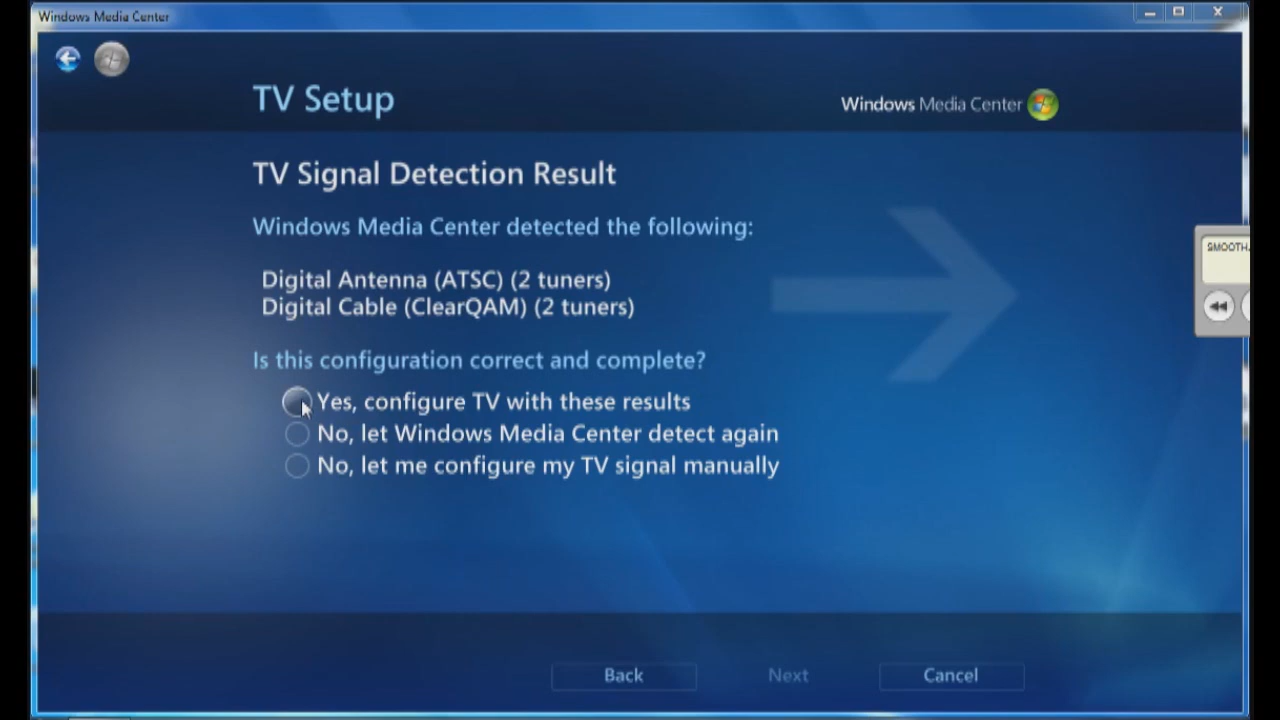 Windows Media Center
TV Setup
Windows Media Center
TV Signal Detection Result
Windows Media Center detected the following:
Digital Antenna (ATSC) (2 tuners)
Digital Cable (ClearQAM) (2 tuners)
Is this configuration correct and complete?
Yes, configure TV with these results
No, let Windows Media Center detect again
No, let me configure my TV signal manually
SMOOTH
Back
Next
Cancel